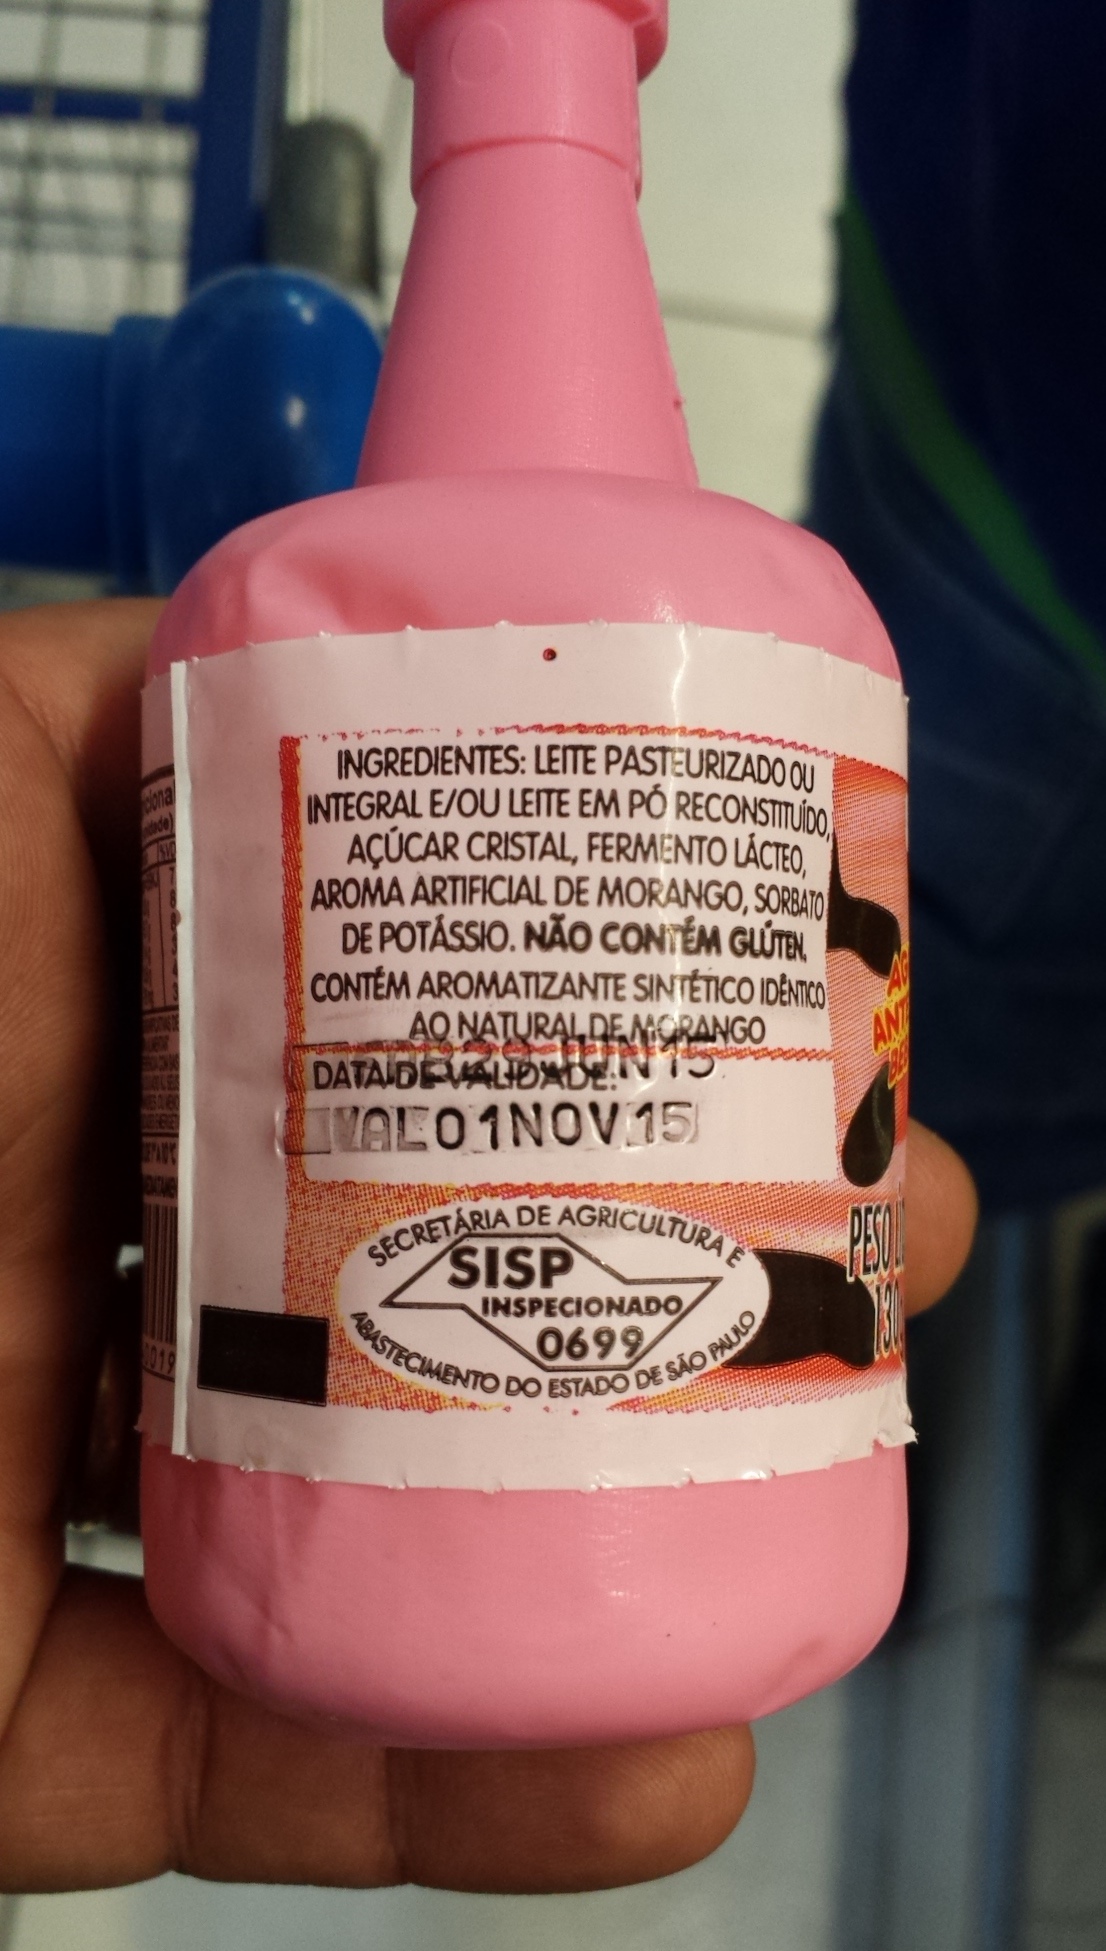 INGREDIENTES: LEITE PASTEURIZADO OU
INTEGRAL E/OU LEITE EM PÓ RECONSTITUÍDO,
AÇÚCAR CRISTAL, FERMENTO LÁCTEO,
AROMA ARTIFICIAL DE MORANGO, SORBATO
DE POTÁSSIO. NÃO CONTÉM GLÚTEN.
CONTÉM AROMATIZANTE SINTÉTICO IDÊNTICO
AO NATURAL DE MORANGO
JUN15
DATA DE VALIDADE:
VAL01NOV15
SECRETÁRIA DE AGRICULTURA E
SISP
INSPECIONADO
0699
ABASTECIMENTO DO ESTADO DE SÃO PAULO
PESO